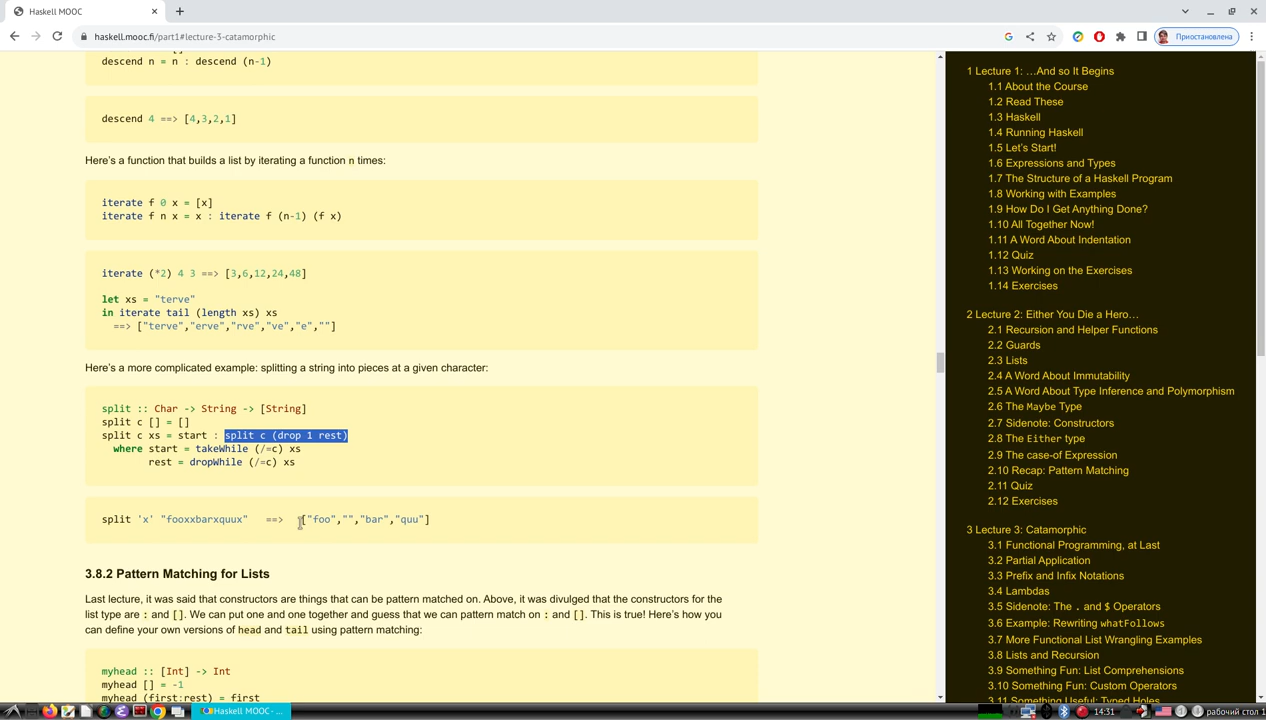 Haskell MOOC
haskell.mooc.fi/part1#lecture-3-catamorphic
Приостановлена
descend n = n : descend (n-1)
descend 4 ==> [4,3,2,1]
Here's a function that builds a list by iterating a function n times:
iterate f 0 x = [x]
iterate f n x = x : iterate f (n-1) (f x)
iterate (*2) 4 3 ==> [3,6,12,24,48]
let xs = "terve"
in iterate tail (length xs) xs
==> ["terve","erve","rve","ve","e",""]
Here's a more complicated example: splitting a string into pieces at a given character:
split :: Char -> String -> [String]
split c [] = []
split c xs = start : split c (drop 1 rest)
where start = takeWhile (/=c) xs
rest = dropWhile (/=c) xs
split 'x' "fooxxbarxquux" ==> ["foo","","bar","quu"]
3.8.2 Pattern Matching for Lists
Last lecture, it was said that constructors are things that can be pattern matched on. Above, it was divulged that the constructors for the
list type are : and []. We can put one and one together and guess that we can pattern match on : and []. This is true! Here's how you
can define your own versions of head and tail using pattern matching:
myhead :: [Int] -> Int
myhead [] = -1
myhead (first:rest) = first
1 Lecture 1: …And so It Begins
1.1 About the Course
1.2 Read These
1.3 Haskell
1.4 Running Haskell
1.5 Let's Start!
1.6 Expressions and Types
1.7 The Structure of a Haskell Program
1.8 Working with Examples
1.9 How Do I Get Anything Done?
1.10 All Together Now!
1.11 A Word About Indentation
1.12 Quiz
1.13 Working on the Exercises
1.14 Exercises
2 Lecture 2: Either You Die a Hero…
2.1 Recursion and Helper Functions
2.2 Guards
2.3 Lists
2.4 A Word About Immutability
2.5 A Word About Type Inference and Polymorphism
2.6 The Maybe Type
2.7 Sidenote: Constructors
2.8 The Either type
2.9 The case-of Expression
2.10 Recap: Pattern Matching
2.11 Quiz
2.12 Exercises
3 Lecture 3: Catamorphic
3.1 Functional Programming, at Last
3.2 Partial Application
3.3 Prefix and Infix Notations
3.4 Lambdas
3.5 Sidenote: The . and $ Operators
3.6 Example: Rewriting whatFollows
3.7 More Functional List Wrangling Examples
3.8 Lists and Recursion
3.9 Something Fun: List Comprehensions
3.10 Something Fun: Custom Operators
3.11 Something Useful: Typed Holes
Haskell MOOC - ...
14:31
рабочий стол 1